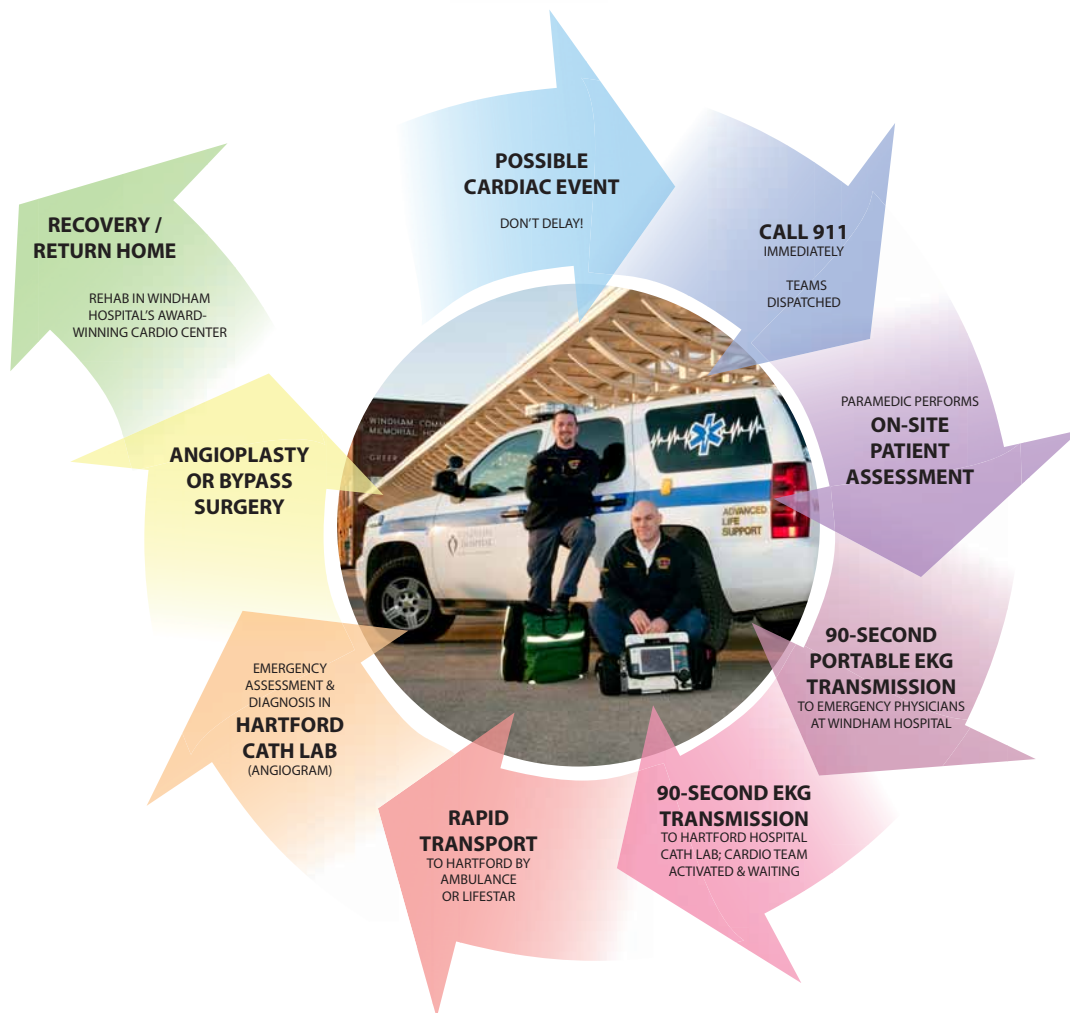 POSSIBLE
CARDIAC EVENT
DON'T DELAY!
CALL 911
IMMEDIATELY
TEAMS
DISPATCHED
PARAMEDIC PERFORMS
ON-SITE
PATIENT
ASSESSMENT
90-SECOND
PORTABLE EKG
TRANSMISSION
TO EMERGENCY PHYSICIANS
AT WINDHAM HOSPITAL
90-SECOND EKG
TRANSMISSION
TO HARTFORD HOSPITAL
CATH LAB; CARDIO TEAM
ACTIVATED & WAITING
RAPID
TRANSPORT
TO HARTFORD BY
AMBULANCE
OR LIFESTAR
EMERGENCY
ASSESSMENT &
DIAGNOSIS IN
HARTFORD
CATH LAB
(ANGIOGRAM)
ANGIOPLASTY
OR BYPASS
SURGERY
RECOVERY /
RETURN HOME
REHAB IN WINDHAM
HOSPITAL'S AWARD-
WINNING CARDIO CENTER
WINDHAM
MEMORIAL
ADVANCED
LIFE
SUPPORT